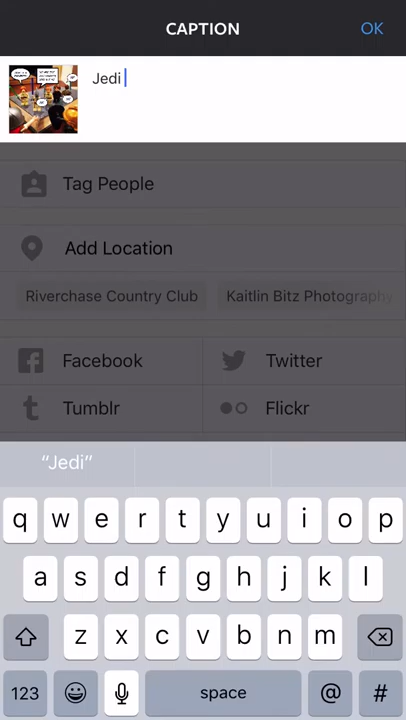 CAPTION
OK
Jedi
Tag People
Add Location
Riverchase Country Club
Kaitlin Bitz Photography
Facebook
Twitter
Tumblr
Flickr
“Jedi”
q w e r t y u i o p
a s d f g h j k l
z x c v b n m
123 space @ #